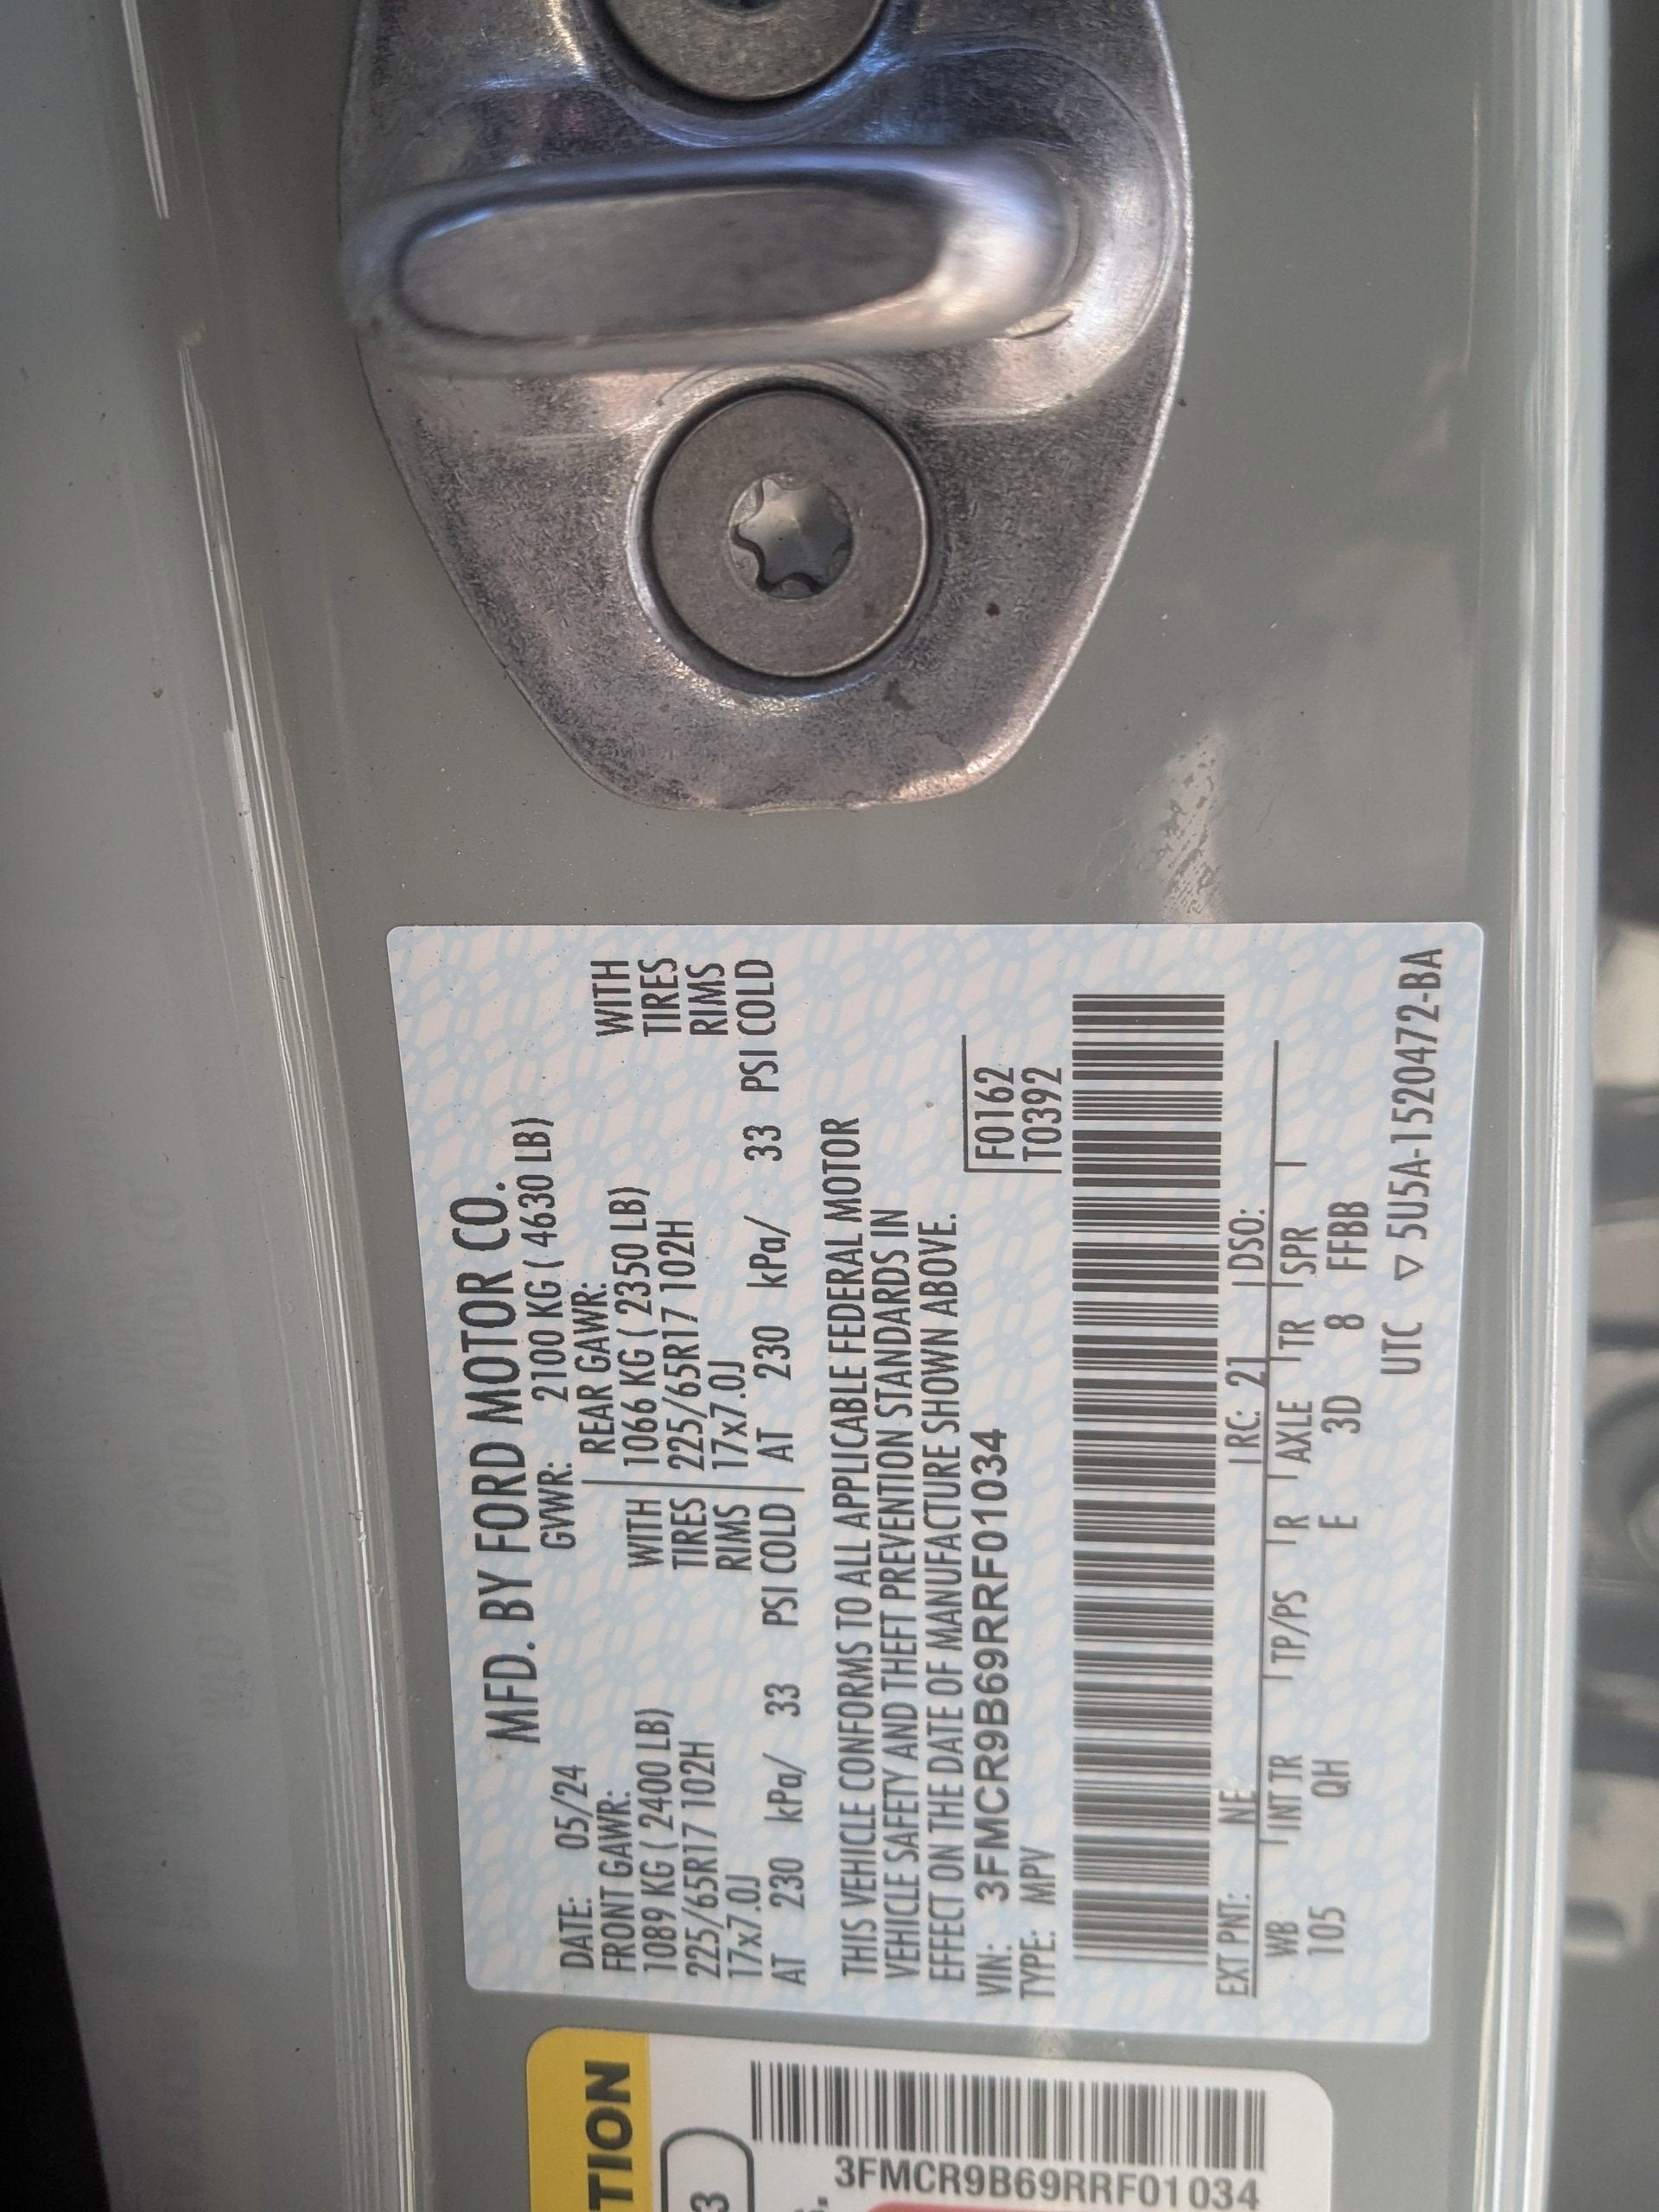 MFD. BY FORD MOTOR CO.
DATE: 05/24 GVWR: 2100 KG ( 4630 LB)
FRONT GAWR: REAR GAWR:
1089 KG ( 2400 LB) WITH 1066 KG ( 2350 LB) WITH
225/65R17 102H TIRES 225/65R17 102H TIRES
17x7.0J RIMS 17x7.0J RIMS
AT 230 kPa/ 33 PSI COLD AT 230 kPa/ 33 PSI COLD
THIS VEHICLE CONFORMS TO ALL APPLICABLE FEDERAL MOTOR
VEHICLE SAFETY AND THEFT PREVENTION STANDARDS IN
EFFECT ON THE DATE OF MANUFACTURE SHOWN ABOVE.
VIN: 3FMCR9B69RRF01034 F0162
TYPE: MPV T0392
EXT PNT: NE RC: 21 DSO:
WB INT TR TP/PS R AXLE TR SPR
105 QH E 3D 8 FFBB
UTC ▽ 5U5A-1520472-BA
TION
3
3FMCR9B69RRF01034